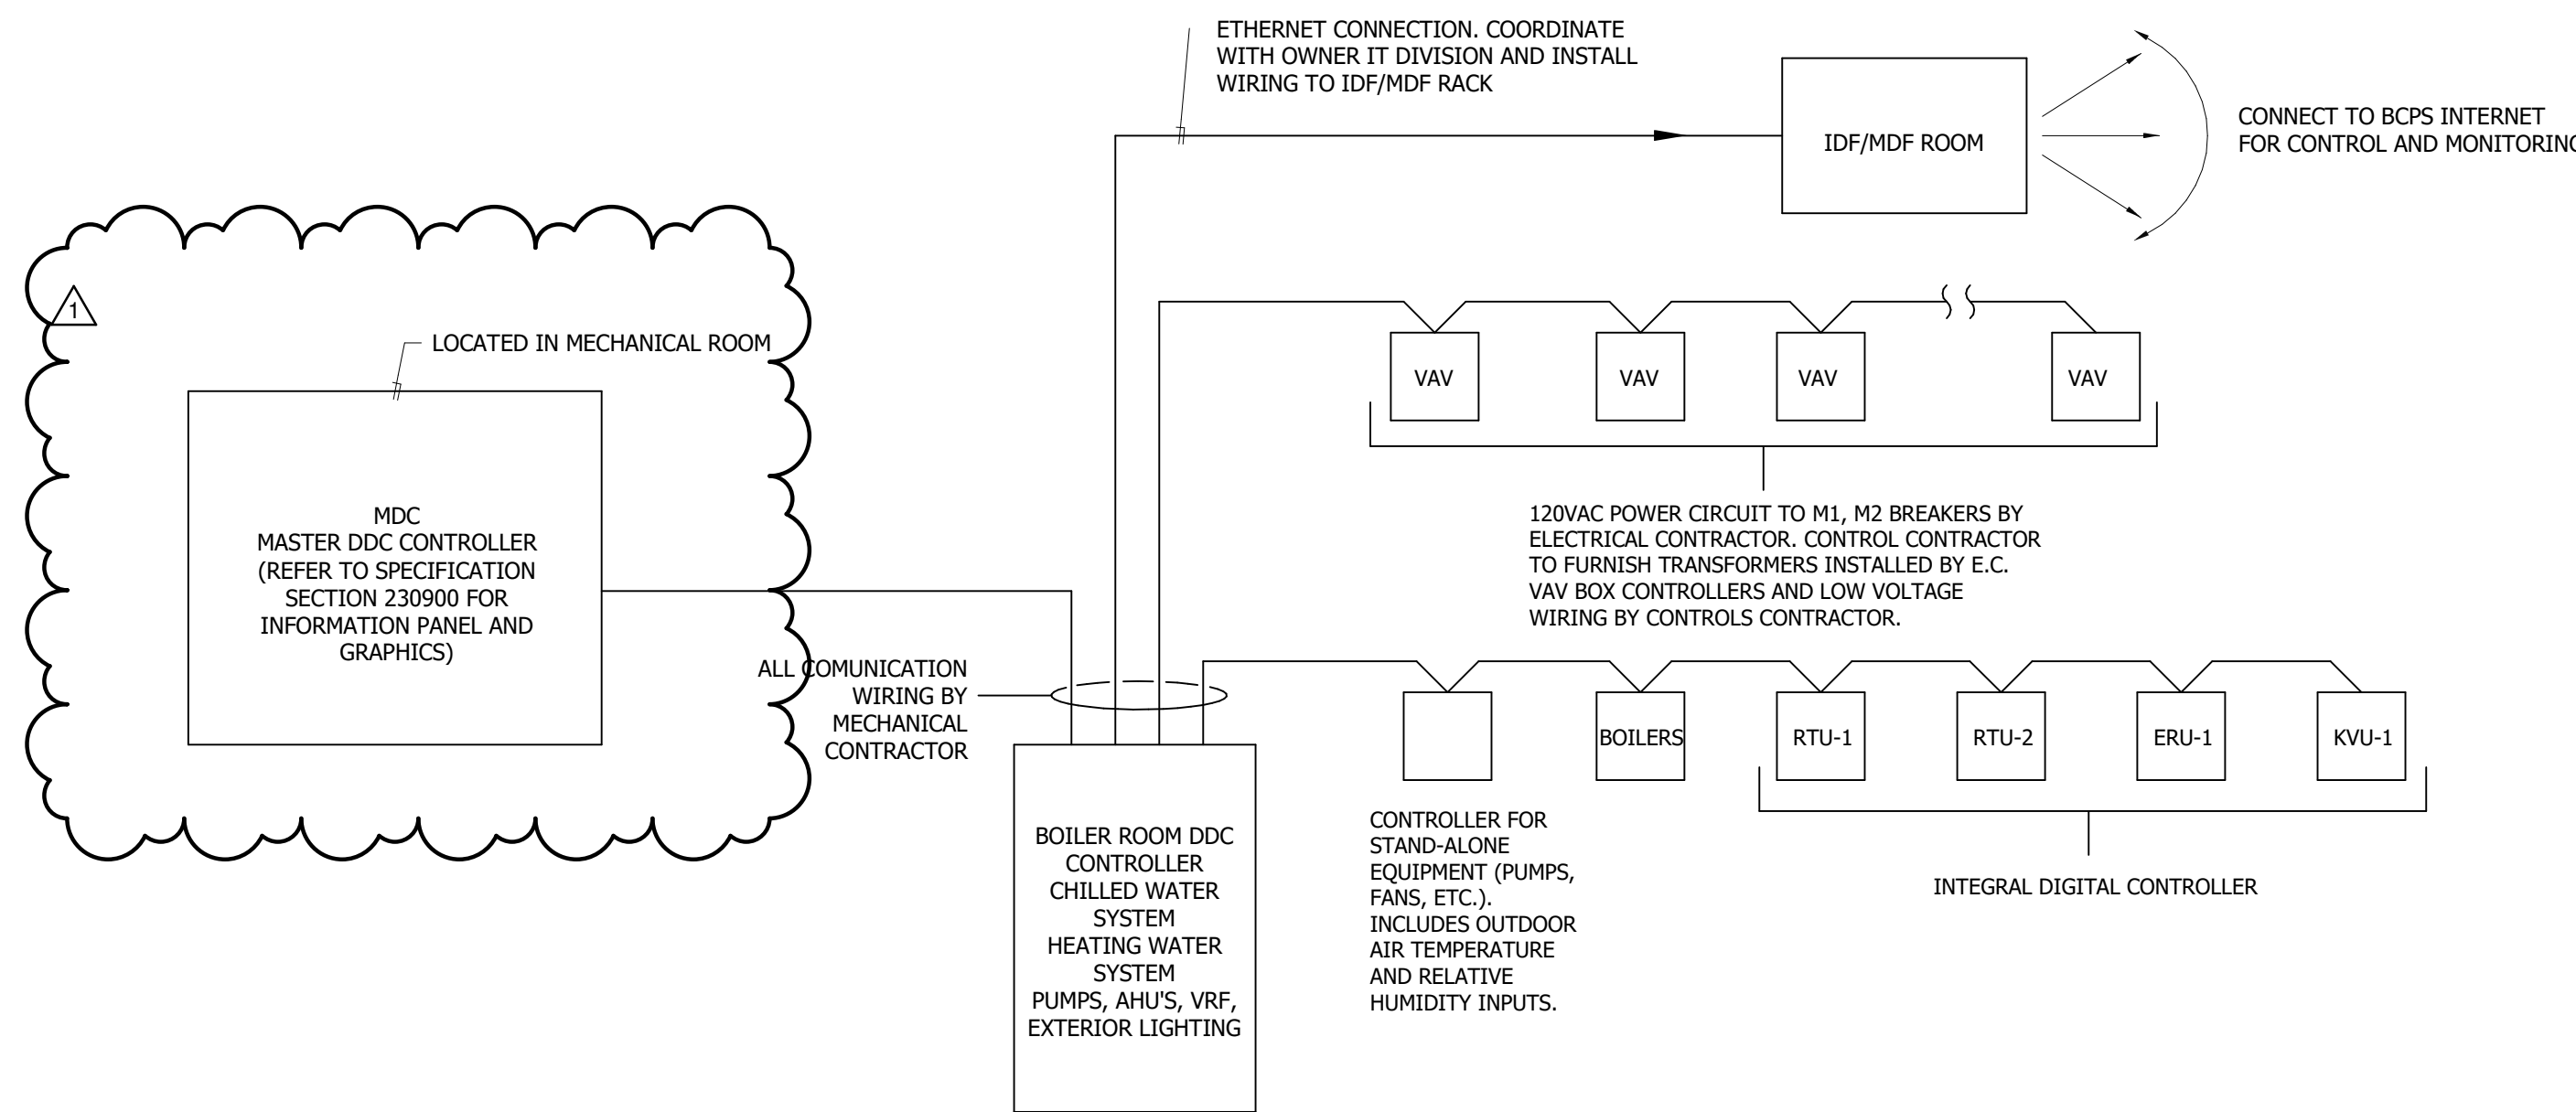 ETHERNET CONNECTION. COORDINATE
WITH OWNER IT DIVISION AND INSTALL
WIRING TO IDF/MDF RACK
IDF/MDF ROOM
CONNECT TO BCPS INTERNET
FOR CONTROL AND MONITORING
1
LOCATED IN MECHANICAL ROOM
MDC
MASTER DDC CONTROLLER
(REFER TO SPECIFICATION
SECTION 230900 FOR
INFORMATION PANEL AND
GRAPHICS)
VAV
VAV
VAV
VAV
120VAC POWER CIRCUIT TO M1, M2 BREAKERS BY
ELECTRICAL CONTRACTOR. CONTROL CONTRACTOR
TO FURNISH TRANSFORMERS INSTALLED BY E.C.
VAV BOX CONTROLLERS AND LOW VOLTAGE
WIRING BY CONTROLS CONTRACTOR.
ALL COMUNICATION
WIRING BY
MECHANICAL
CONTRACTOR
BOILERS
RTU-1
RTU-2
ERU-1
KVU-1
BOILER ROOM DDC
CONTROLLER
CHILLED WATER
SYSTEM
HEATING WATER
SYSTEM
PUMPS, AHU'S, VRF,
EXTERIOR LIGHTING
CONTROLLER FOR
STAND-ALONE
EQUIPMENT (PUMPS,
FANS, ETC.).
INCLUDES OUTDOOR
AIR TEMPERATURE
AND RELATIVE
HUMIDITY INPUTS.
INTEGRAL DIGITAL CONTROLLER